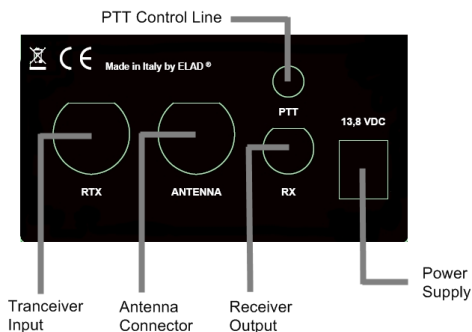 PTT Control Line
CE Made in Italy by ELAD ®
PTT
13,8 VDC
RTX
ANTENNA
RX
Tranceiver
Input
Antenna
Connector
Receiver
Output
Power
Supply